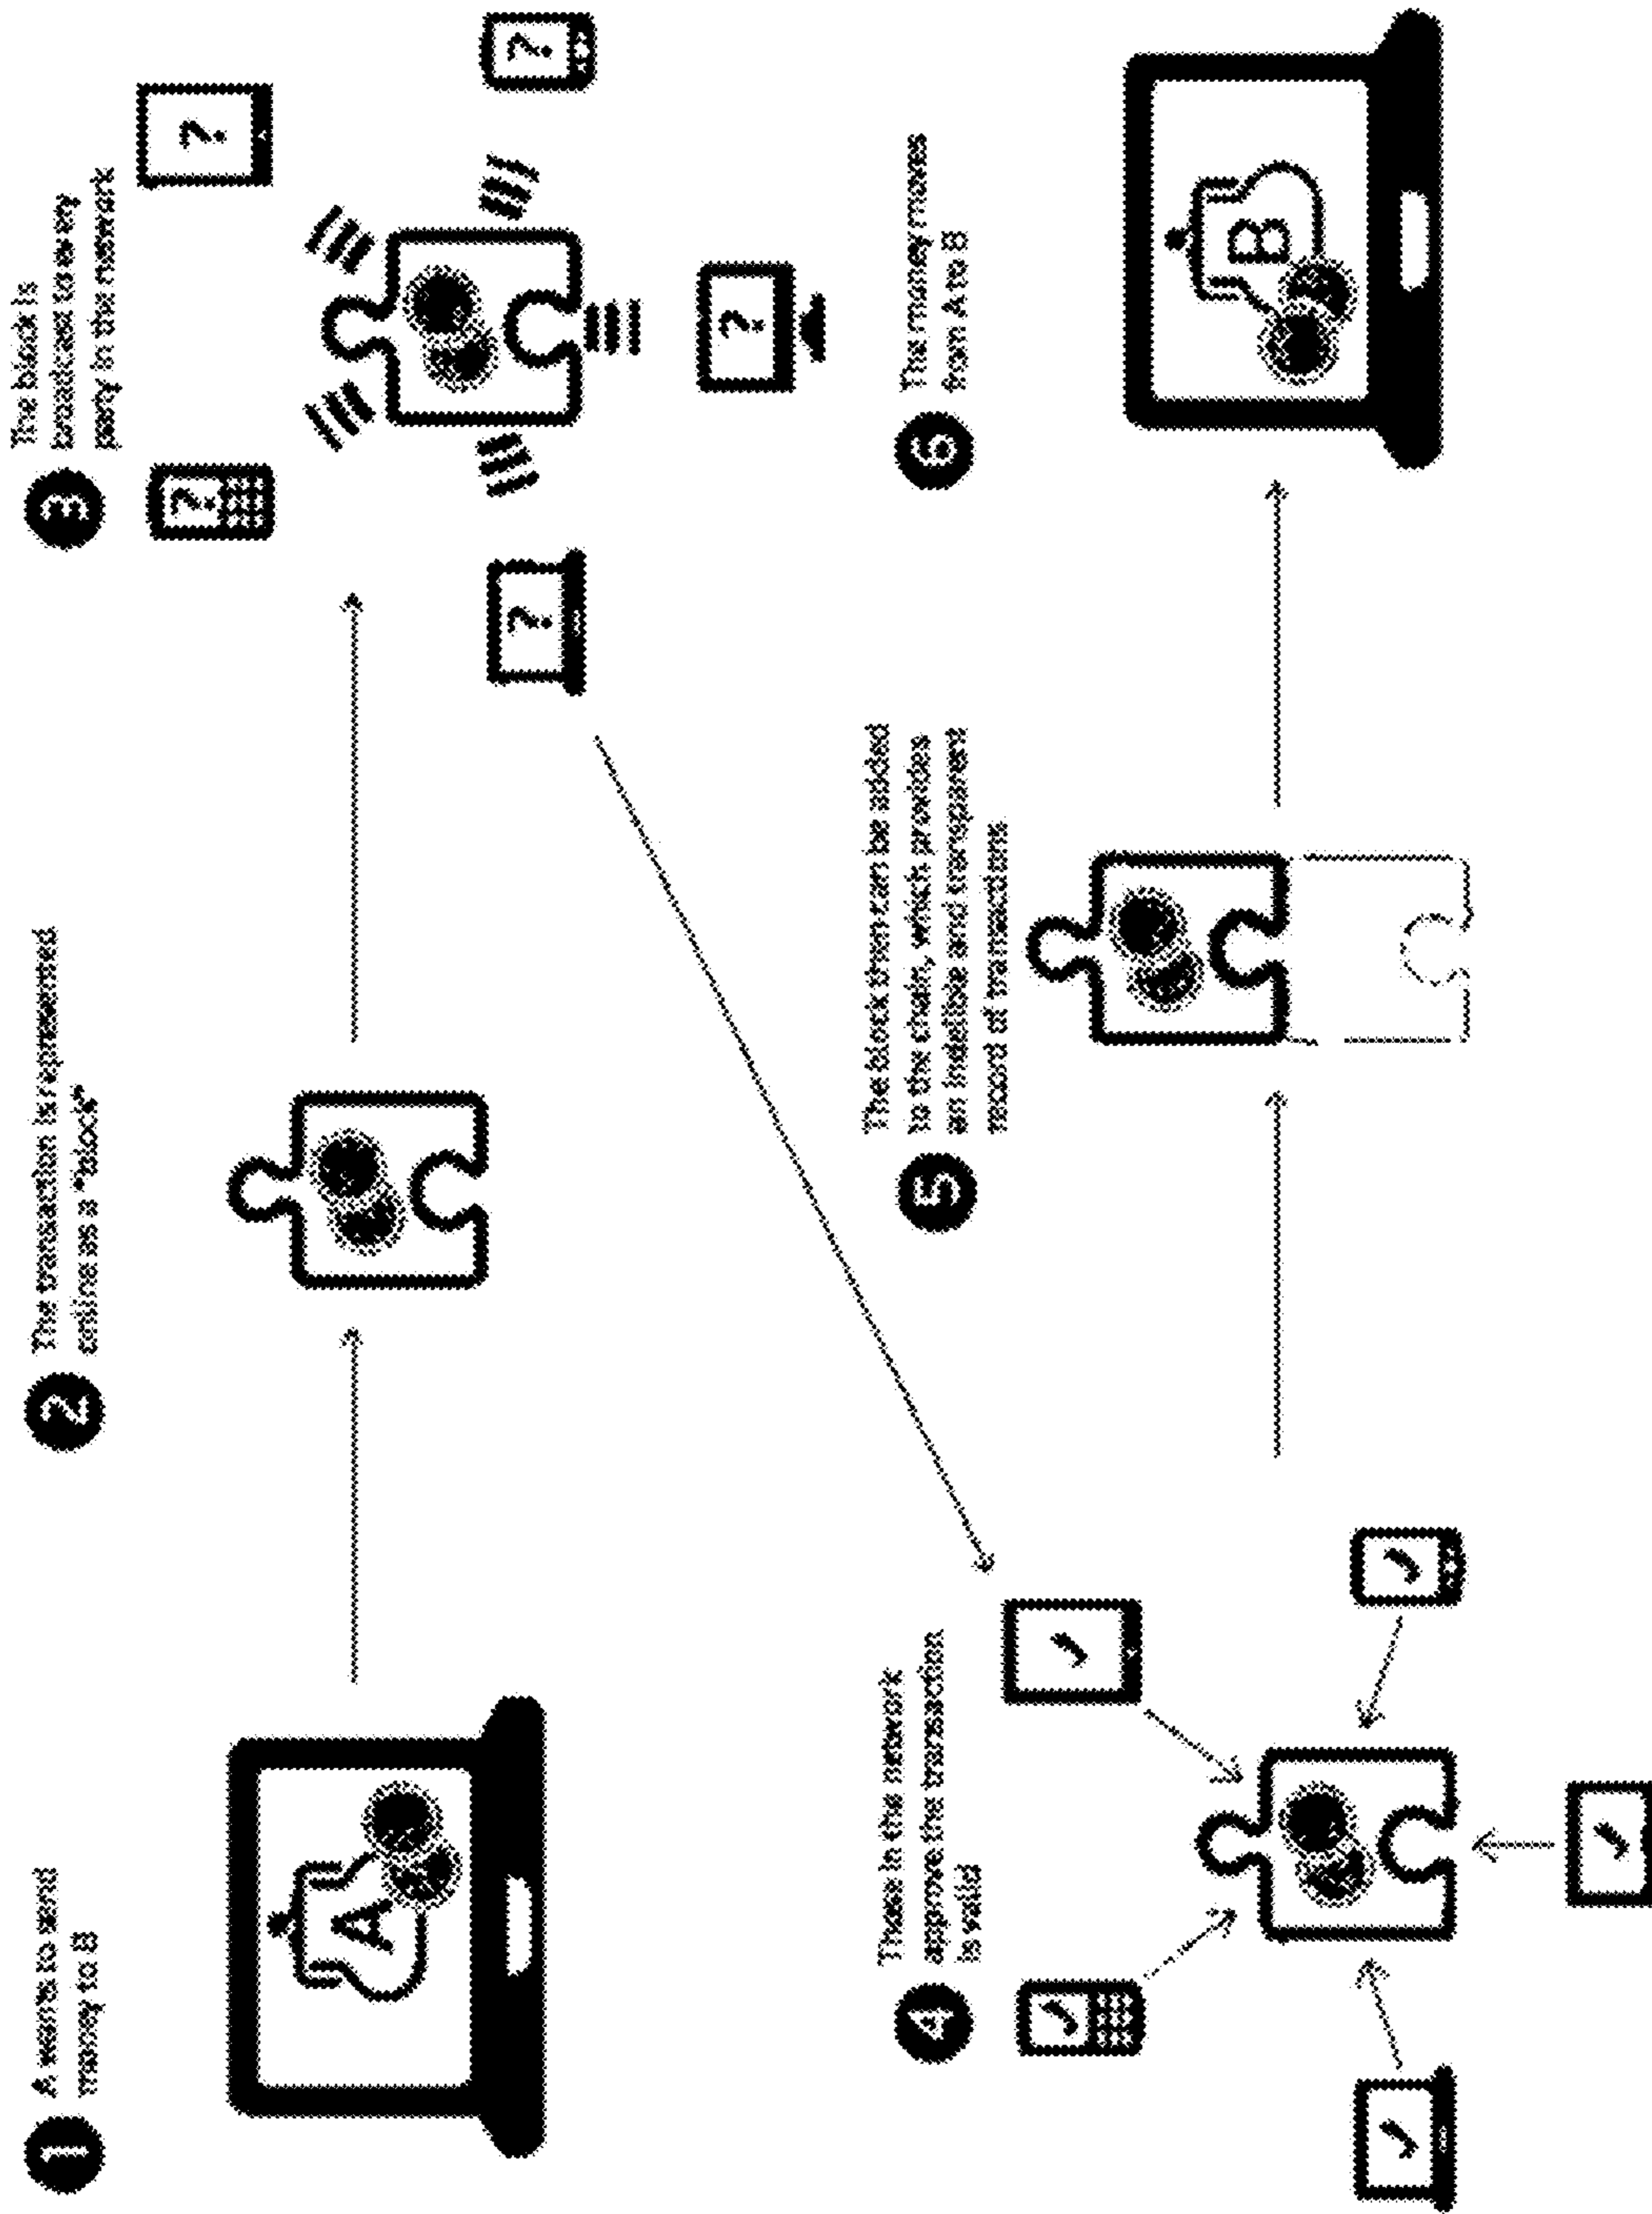 1
A wants to send
money to B
A
2
The transaction is represented
online as a "block"
3
The block is
broadcast to every
party in the network
?
?
?
?
?
4
Those in the network
approve the transaction
is valid
5
The block then can be added
to the chain, which provides
an indelible and transparent
record of transactions
6
The money moves
from A to B
B